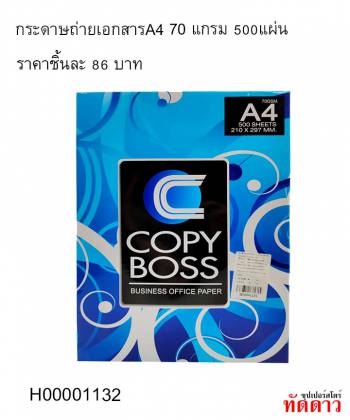 กระดาษถ่ายเอกสารA4 70 แกรม 500แผ่น
ราคาชิ้นละ 86 บาท
70GSM
A4
500 SHEETS
210 X 297 MM.
COPY
BOSS
BUSINESS OFFICE PAPER
H00001132
ซุปเปอร์สโตร์
ทัดดาว